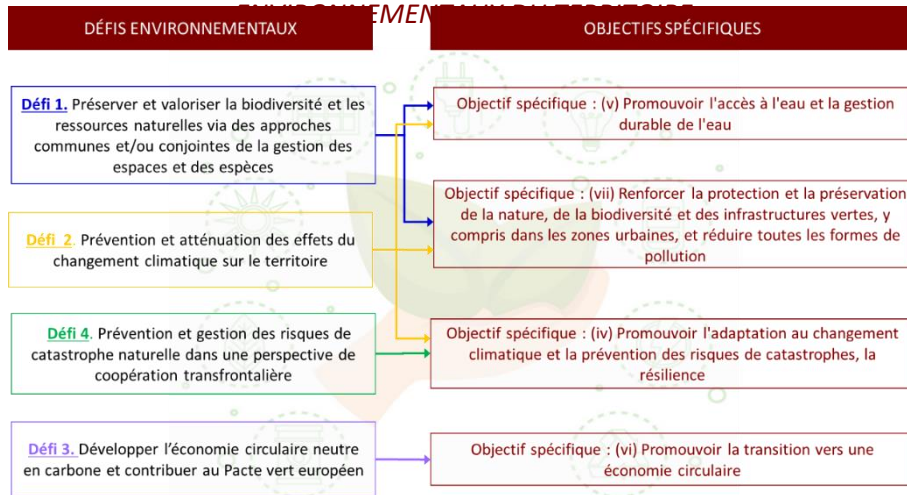 ENVIRONNEMENTAUX DU TERRITOIRE
DÉFIS ENVIRONNEMENTAUX
OBJECTIFS SPÉCIFIQUES
Défi 1. Préserver et valoriser la biodiversité et les
ressources naturelles via des approches
communes et/ou conjointes de la gestion des
espaces et des espèces
Objectif spécifique : (v) Promouvoir l'accès à l'eau et la gestion
durable de l'eau
Objectif spécifique : (vii) Renforcer la protection et la préservation
de la nature, de la biodiversité et des infrastructures vertes, y
compris dans les zones urbaines, et réduire toutes les formes de
pollution
Défi 2. Prévention et atténuation des effets du
changement climatique sur le territoire
Défi 4. Prévention et gestion des risques de
catastrophe naturelle dans une perspective de
coopération transfrontalière
Objectif spécifique : (iv) Promouvoir l'adaptation au changement
climatique et la prévention des risques de catastrophes, la
résilience
Défi 3. Développer l’économie circulaire neutre
en carbone et contribuer au Pacte vert européen
Objectif spécifique : (vi) Promouvoir la transition vers une
économie circulaire